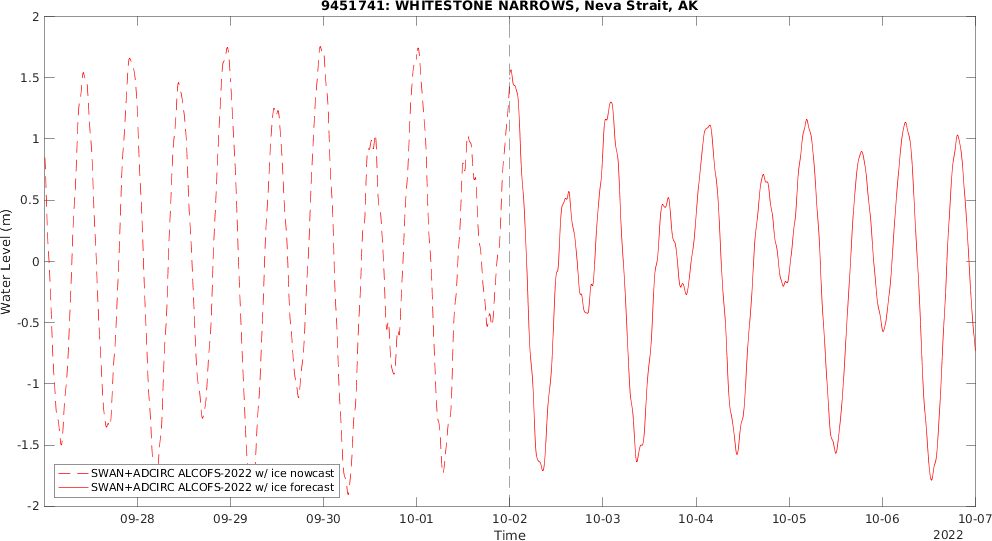 9451741: WHITESTONE NARROWS, Neva Strait, AK
2
1.5
1
0.5
0
-0.5
-1
-1.5
-2
Water Level (m)
SWAN+ADCIRC ALCOFS-2022 w/ ice nowcast
SWAN+ADCIRC ALCOFS-2022 w/ ice forecast
09-28 09-29 09-30 10-01 10-02 10-03 10-04 10-05 10-06 10-07
Time
2022